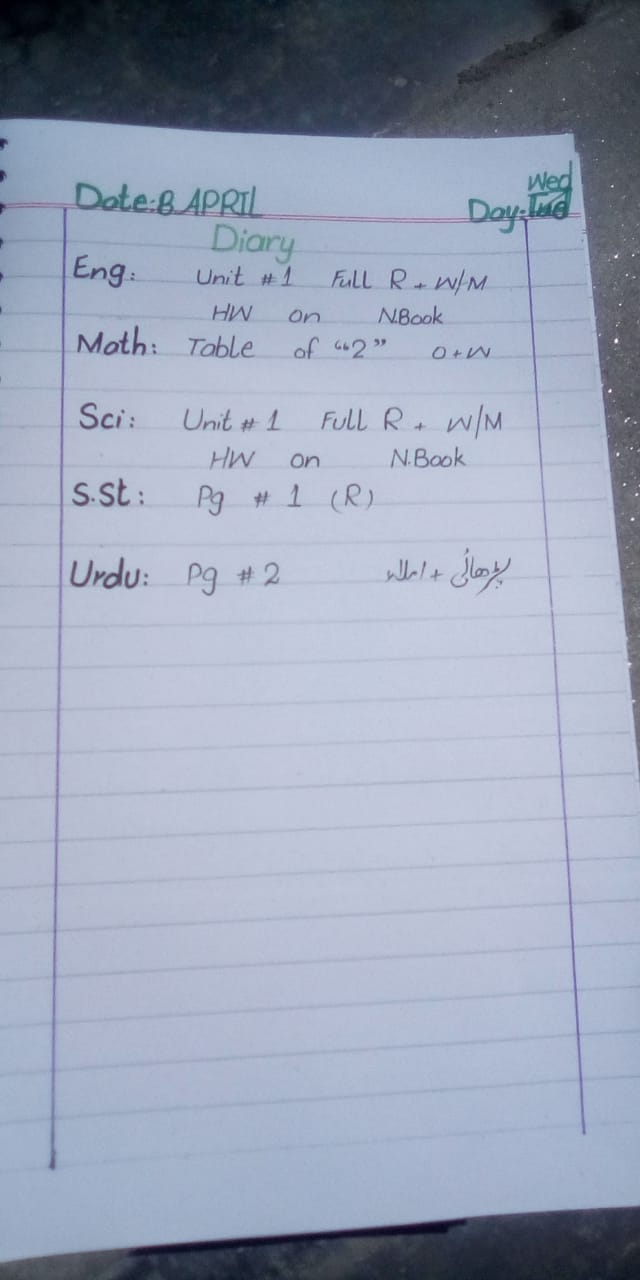 Date: 8 APRIL Day: Wed
Diary
Eng: Unit #1 Full R + W/M
HW on N.Book
Math: Table of "2" O+W
Sci: Unit #1 Full R + W/M
HW on N.Book
S.St: Pg # 1 (R)
Urdu: Pg #2 پڑھائی + املاء